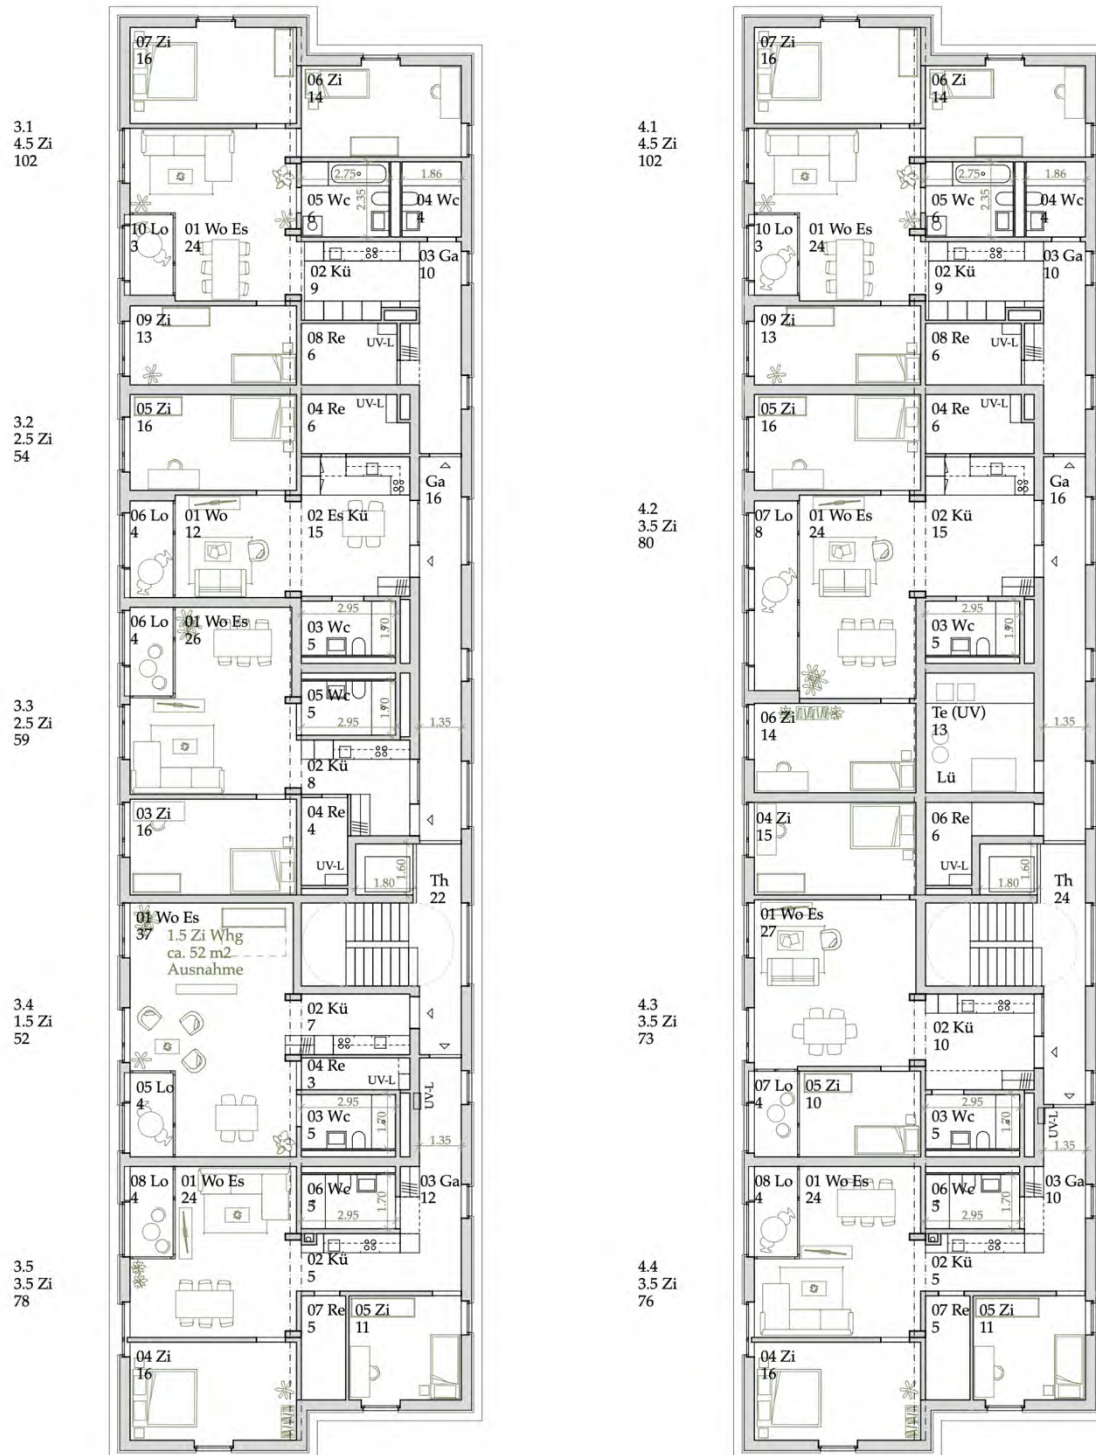 3.1
4.5 Zi
102
07 Zi
16
06 Zi
14
2.75
2.35
1.86
05 Wc
6
04 Wc
4
10 Lo
3
01 Wo Es
24
03 Ga
10
02 Kü
9
09 Zi
13
08 Re
6
UV-L
3.2
2.5 Zi
54
05 Zi
16
04 Re
6
UV-L
Ga
16
06 Lo
4
01 Wo
12
02 Es Kü
15
2.95
1.70
03 Wc
5
3.3
2.5 Zi
59
06 Lo
4
01 Wo Es
26
05 Wc
5
2.95
1.70
1.35
02 Kü
8
03 Zi
16
04 Re
4
UV-L
1.60
1.80
Th
22
3.4
1.5 Zi
52
01 Wo Es
37
1.5 Zi Whg
ca. 52 m2
Ausnahme
02 Kü
7
04 Re
3
UV-L
UV-L
05 Lo
4
2.95
1.70
03 Wc
5
1.35
3.5
3.5 Zi
78
08 Lo
4
01 Wo Es
24
06 Wc
5
2.95
1.70
03 Ga
12
02 Kü
5
07 Re
5
05 Zi
11
04 Zi
16
4.1
4.5 Zi
102
07 Zi
16
06 Zi
14
2.75
2.35
1.86
05 Wc
6
04 Wc
4
10 Lo
3
01 Wo Es
24
03 Ga
10
02 Kü
9
09 Zi
13
08 Re
6
UV-L
4.2
3.5 Zi
80
05 Zi
16
04 Re
6
UV-L
Ga
16
07 Lo
8
01 Wo Es
24
02 Kü
15
2.95
1.70
03 Wc
5
06 Zi
14
Te (UV)
13
Lü
1.35
4.3
3.5 Zi
73
04 Zi
15
06 Re
6
UV-L
1.60
1.80
Th
24
01 Wo Es
27
02 Kü
10
07 Lo
4
05 Zi
10
2.95
1.70
03 Wc
5
UV-L
1.35
4.4
3.5 Zi
76
08 Lo
4
01 Wo Es
24
06 Wc
5
2.95
1.70
03 Ga
10
02 Kü
5
07 Re
5
05 Zi
11
04 Zi
16